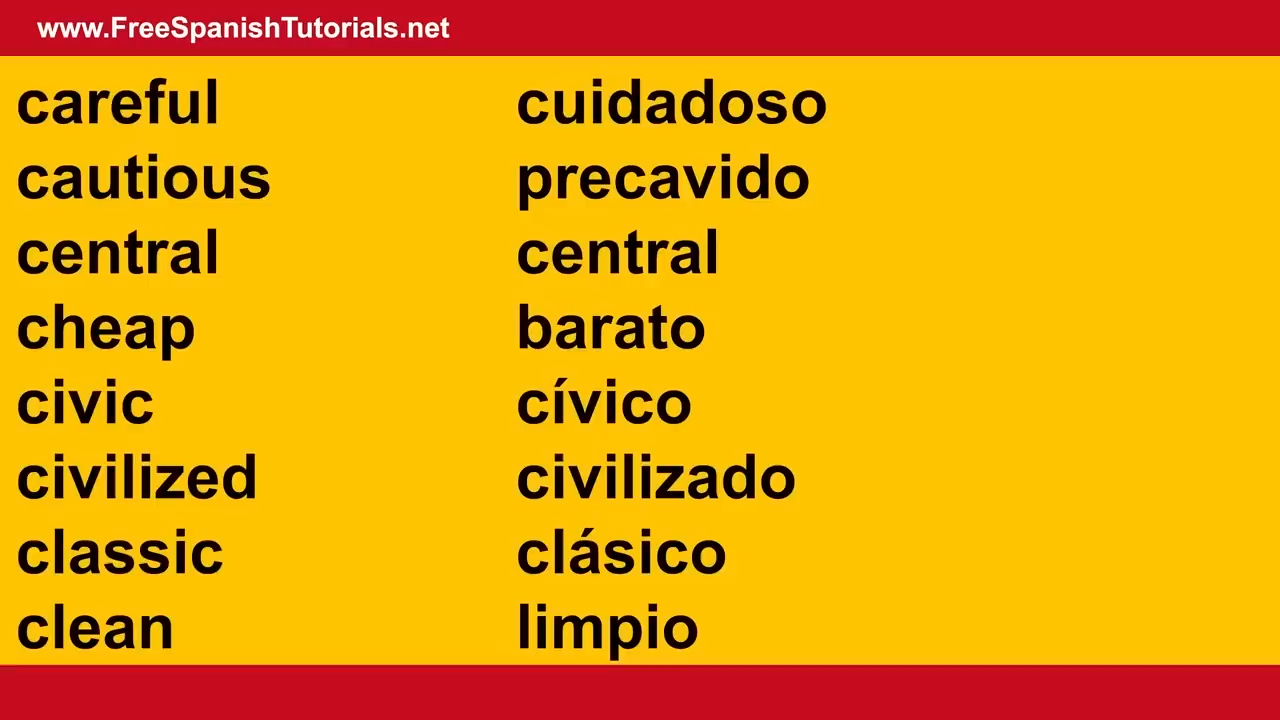 www.FreeSpanishTutorials.net
careful cuidadoso
cautious precavido
central central
cheap barato
civic cívico
civilized civilizado
classic clásico
clean limpio